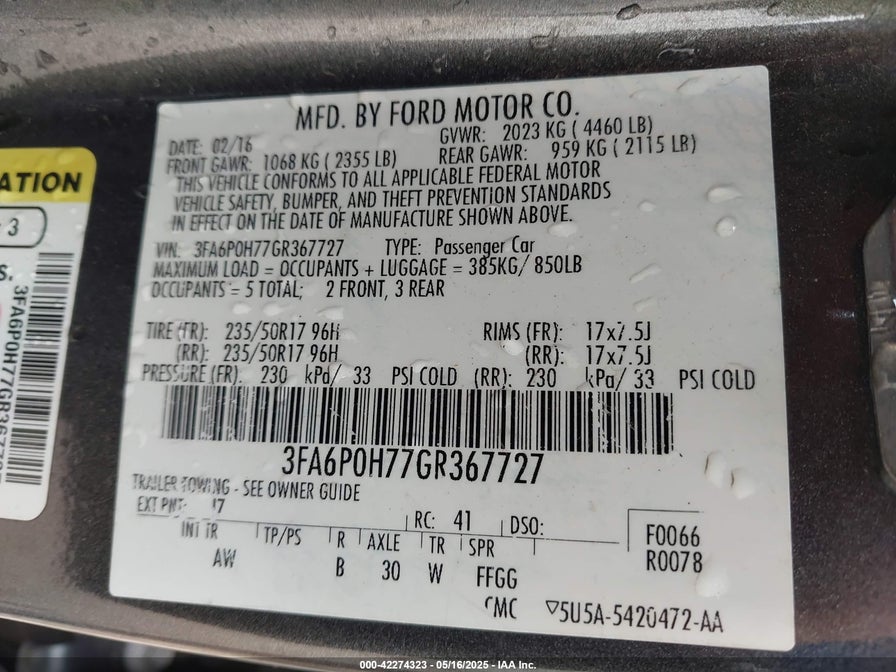 ATION
3
S.
3FA6P0H77GR367727
MFD. BY FORD MOTOR CO.
DATE: 02/16 GVWR: 2023 KG ( 4460 LB)
FRONT GAWR: 1068 KG ( 2355 LB) REAR GAWR: 959 KG ( 2115 LB)
THIS VEHICLE CONFORMS TO ALL APPLICABLE FEDERAL MOTOR
VEHICLE SAFETY, BUMPER, AND THEFT PREVENTION STANDARDS
IN EFFECT ON THE DATE OF MANUFACTURE SHOWN ABOVE.
VIN: 3FA6P0H77GR367727 TYPE: Passenger Car
MAXIMUM LOAD = OCCUPANTS + LUGGAGE = 385KG/ 850LB
OCCUPANTS = 5 TOTAL; 2 FRONT, 3 REAR
TIRE (FR): 235/50R17 96H RIMS (FR): 17x7.5J
(RR): 235/50R17 96H (RR): 17x7.5J
PRESSURE (FR): 230 kPa/ 33 PSI COLD (RR): 230 kPa/ 33 PSI COLD
3FA6P0H77GR367727
TRAILER TOWING - SEE OWNER GUIDE
EXT PNT: RC: 41 DSO:
INT TR TP/PS R AXLE TR SPR
AW B 30 W FFGG
F0066
R0078
CMC ▽5U5A-5420472-AA
000-42274323 - 05/16/2025 - IAA Inc.